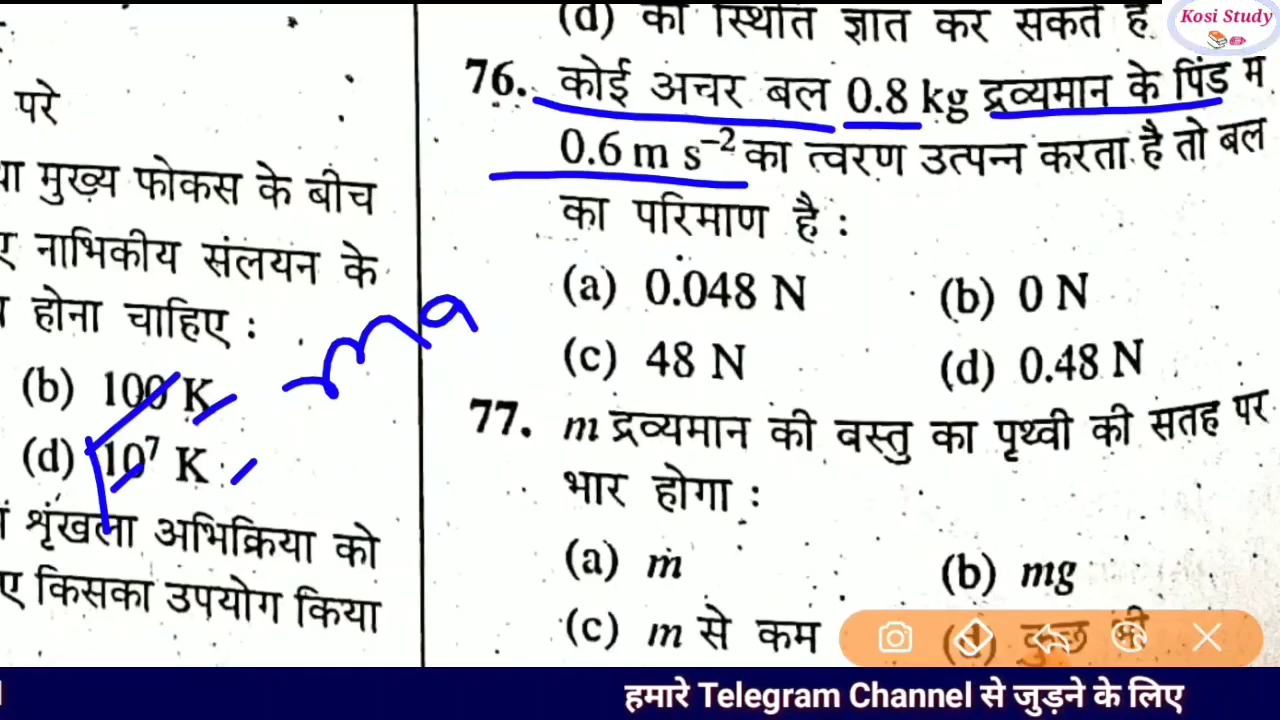 परे
या मुख्य फोकस के बीच
ए नाभिकीय संलयन के
होना चाहिए :
(b) 100 K
(d) 10⁷ K
शृंखला अभिक्रिया को
ए किसका उपयोग किया
ma
(d) की स्थिति ज्ञात कर सकते हैं
76. कोई अचर बल 0.8 kg द्रव्यमान के पिंड म
0.6 m s⁻² का त्वरण उत्पन्न करता है तो बल
का परिमाण है :
(a) 0.048 N (b) 0 N
(c) 48 N (d) 0.48 N
77. m द्रव्यमान की वस्तु का पृथ्वी की सतह पर
भार होगा :
(a) m (b) mg
(c) m से कम (d) कुछ भी
Kosi Study
हमारे Telegram Channel से जुड़ने के लिए